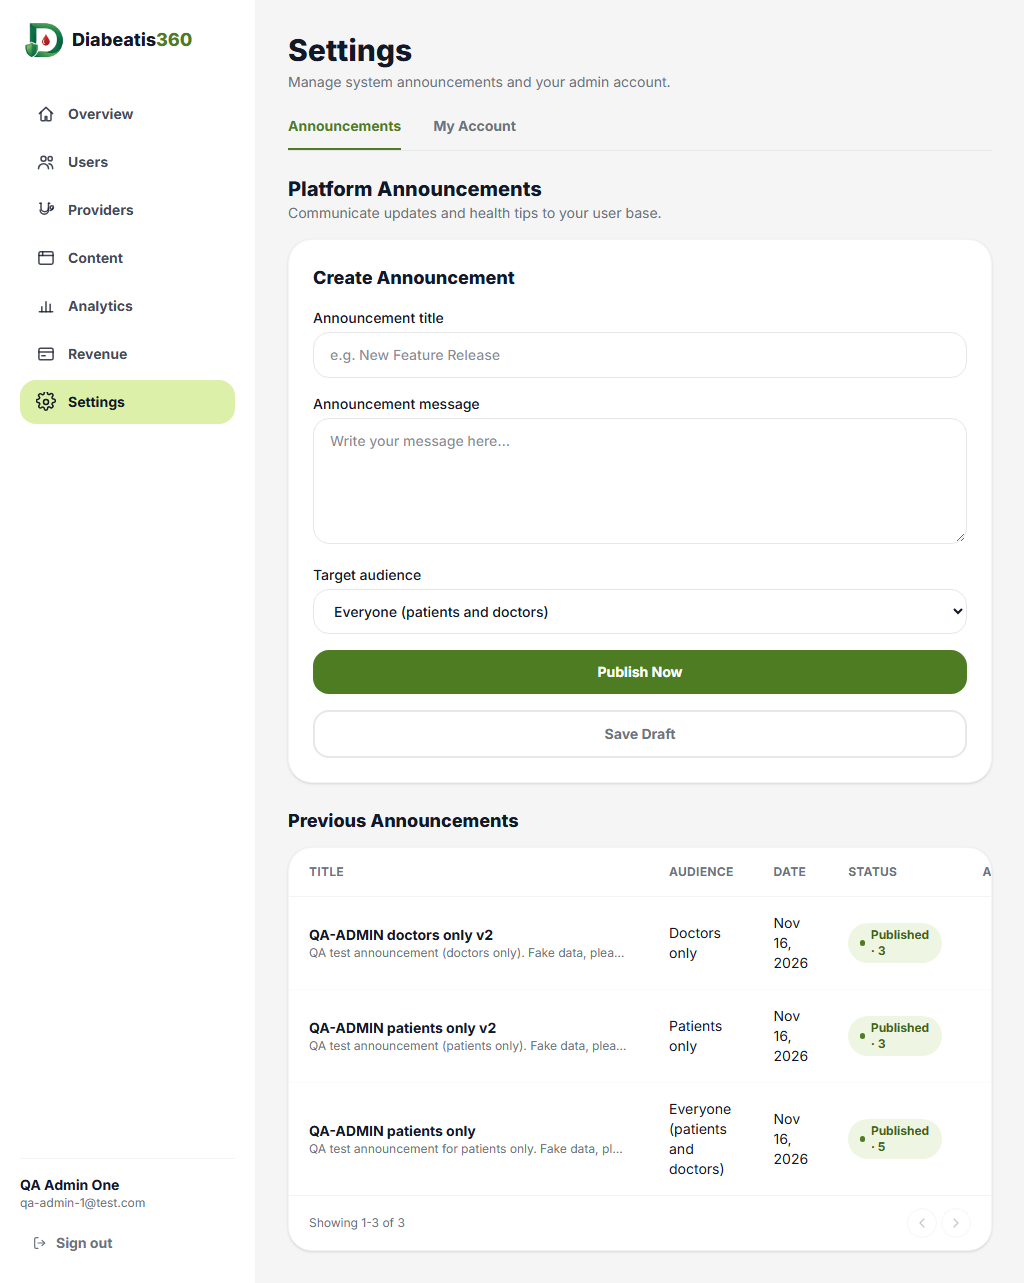 Diabeatis360
Overview
Users
Providers
Content
Analytics
Revenue
Settings
QA Admin One
qa-admin-1@test.com
Sign out
Settings
Manage system announcements and your admin account.
Announcements
My Account
Platform Announcements
Communicate updates and health tips to your user base.
Create Announcement
Announcement title
e.g. New Feature Release
Announcement message
Write your message here...
Target audience
Everyone (patients and doctors)
Publish Now
Save Draft
Previous Announcements
TITLE AUDIENCE DATE STATUS A
QA-ADMIN doctors only v2
QA test announcement (doctors only). Fake data, plea...
Doctors
only
Nov
16,
2026
Published
· 3
QA-ADMIN patients only v2
QA test announcement (patients only). Fake data, plea...
Patients
only
Nov
16,
2026
Published
· 3
QA-ADMIN patients only
QA test announcement for patients only. Fake data, pl...
Everyone
(patients
and
doctors)
Nov
16,
2026
Published
· 5
Showing 1-3 of 3